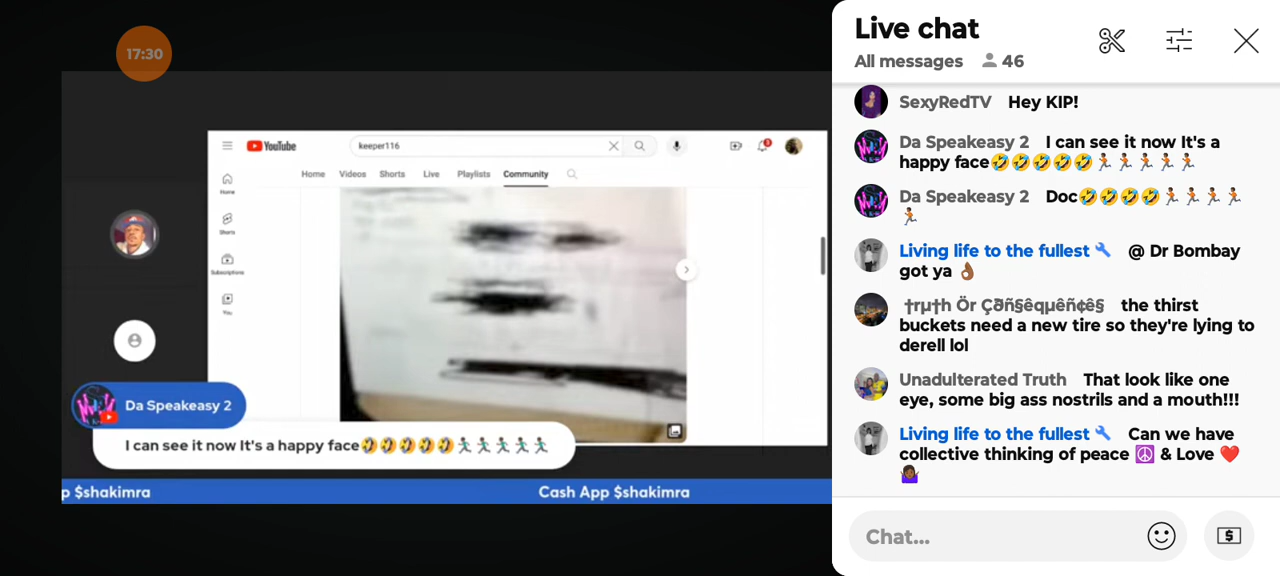 17:30
YouTube
keeper116
Home
Videos
Shorts
Live
Playlists
Community
Home
Shorts
Subscriptions
You
Da Speakeasy 2
I can see it now It's a happy face🤣🤣🤣🤣🤣🏃🏃🏃🏃🏃
p $shakimra
Cash App $shakimra
Live chat
All messages 46
SexyRedTV Hey KIP!
Da Speakeasy 2 I can see it now It's a
happy face🤣🤣🤣🤣🤣🏃🏾🏃🏾🏃🏾🏃🏾🏃🏾
Da Speakeasy 2 Doc🤣🤣🤣🤣🏃🏾🏃🏾🏃🏾🏃🏾
🏃🏾
Living life to the fullest 🔧 @ Dr Bombay
got ya 👌🏾
†rµ†h Ör Çðñ§êqµêñ¢ê§ the thirst
buckets need a new tire so they're lying to
derell lol
Unadulterated Truth That look like one
eye, some big ass nostrils and a mouth!!!
Living life to the fullest 🔧 Can we have
collective thinking of peace ☮️ & Love ❤️
🤷🏾‍♀️
Chat...